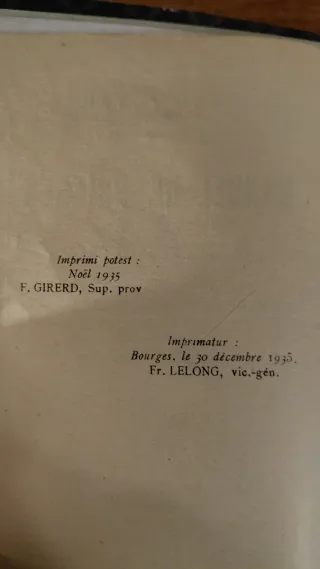 Imprimi potest :
Noël 1935
F. GIRERD, Sup. prov
Imprimatur :
Bourges, le 30 décembre 1935.
Fr. LELONG, vic.-gén.